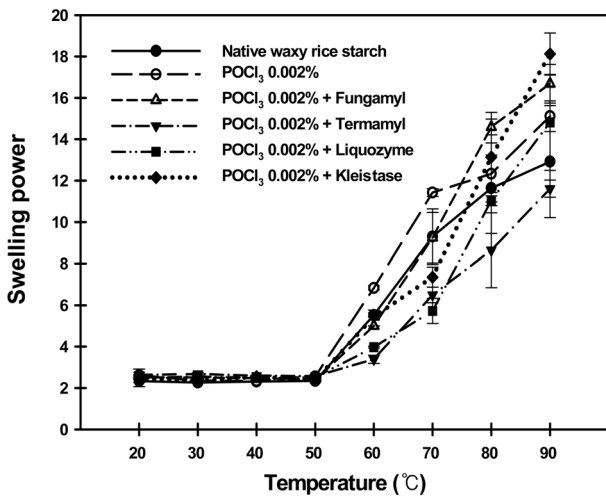 20
18
16
14
12
10
8
6
4
2
0
Swelling power
Native waxy rice starch
POCl₃ 0.002%
POCl₃ 0.002% + Fungamyl
POCl₃ 0.002% + Termamyl
POCl₃ 0.002% + Liquozyme
POCl₃ 0.002% + Kleistase
20 30 40 50 60 70 80 90
Temperature (℃)